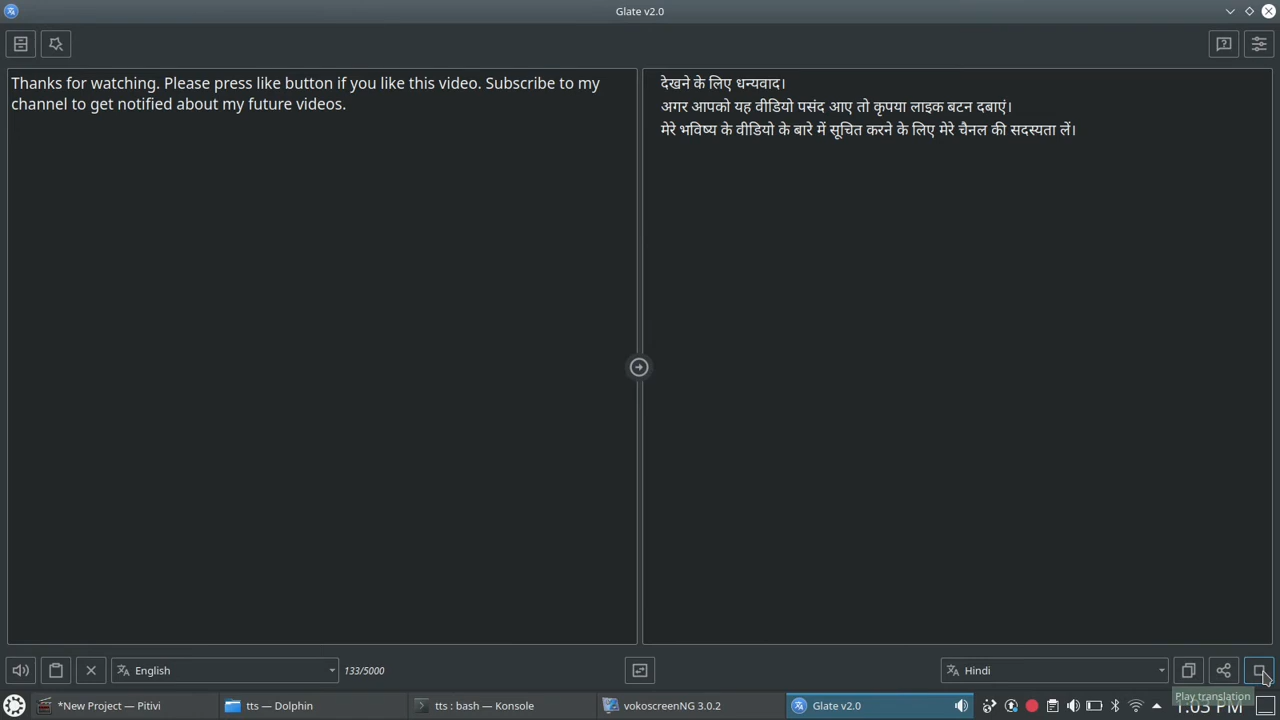 Glate v2.0
Thanks for watching. Please press like button if you like this video. Subscribe to my
channel to get notified about my future videos.
देखने के लिए धन्यवाद।
अगर आपको यह वीडियो पसंद आए तो कृपया लाइक बटन दबाएं।
मेरे भविष्य के वीडियो के बारे में सूचित करने के लिए मेरे चैनल की सदस्यता लें।
English
133/5000
Hindi
Play translation
*New Project — Pitivi
tts — Dolphin
tts : bash — Konsole
vokoscreenNG 3.0.2
Glate v2.0
1:03 PM